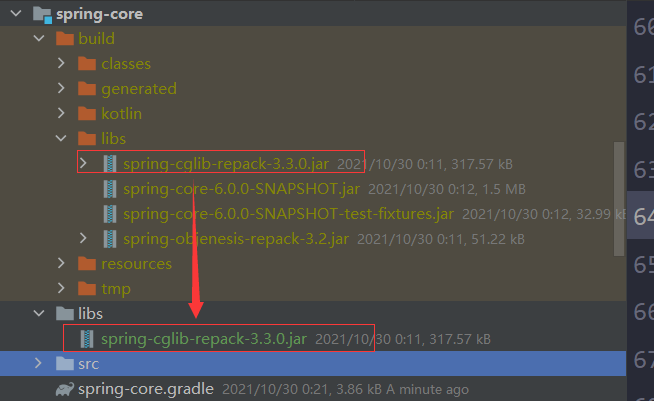 spring-core
build
classes
generated
kotlin
libs
spring-cglib-repack-3.3.0.jar 2021/10/30 0:11, 317.57 kB
spring-core-6.0.0-SNAPSHOT.jar 2021/10/30 0:12, 1.5 MB
spring-core-6.0.0-SNAPSHOT-test-fixtures.jar 2021/10/30 0:12, 32.99 kB
spring-objenesis-repack-3.2.jar 2021/10/30 0:11, 51.22 kB
resources
tmp
libs
spring-cglib-repack-3.3.0.jar 2021/10/30 0:11, 317.57 kB
src
spring-core.gradle 2021/10/30 0:21, 3.86 kB A minute ago
61
62
63
64
65
66
67
68